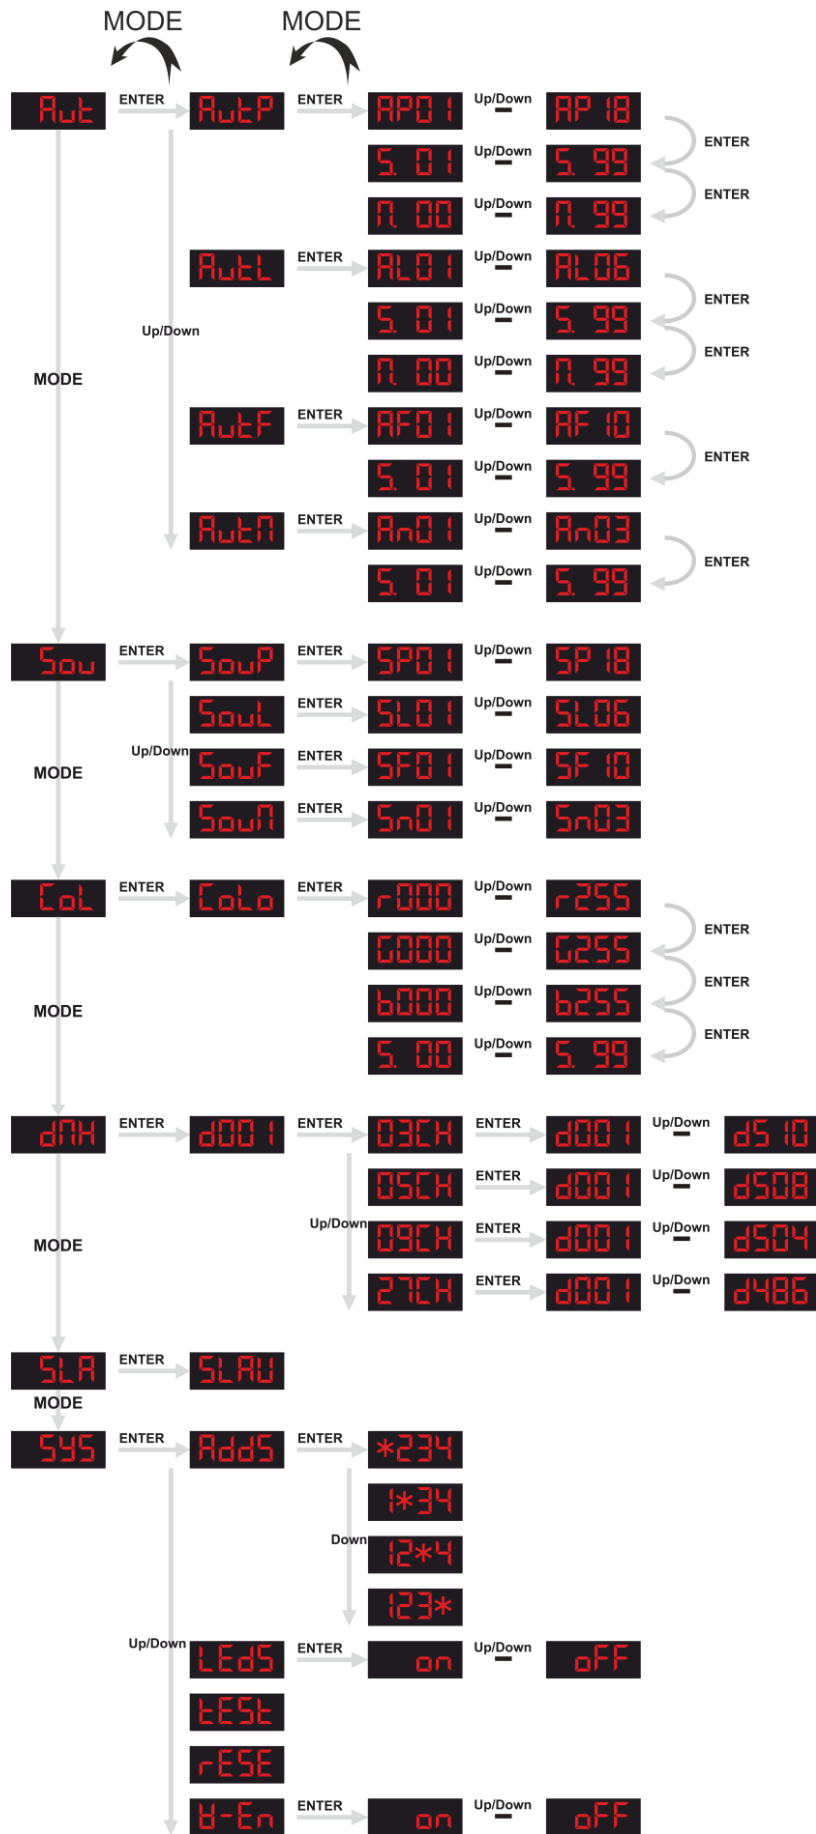 MODE MODE
Aut ENTER AutP ENTER AP01 Up/Down AP18
ENTER
S. 01 Up/Down S. 99
ENTER
M. 00 Up/Down M. 99
AutL ENTER AL01 Up/Down AL06
ENTER
S. 01 Up/Down S. 99
Up/Down
ENTER
M. 00 Up/Down M. 99
MODE
AutF ENTER AF01 Up/Down AF10
ENTER
S. 01 Up/Down S. 99
AutM ENTER An01 Up/Down An03
ENTER
S. 01 Up/Down S. 99
Sou ENTER SouP ENTER SP01 Up/Down SP18
SouL ENTER SL01 Up/Down SL06
Up/Down
MODE
SouF ENTER SF01 Up/Down SF10
SouM ENTER Sn01 Up/Down Sn03
CoL ENTER CoLo ENTER r000 Up/Down r255
ENTER
G000 Up/Down G255
ENTER
b000 Up/Down b255
MODE
ENTER
S. 00 Up/Down S. 99
dMH ENTER d001 ENTER 03CH ENTER d001 Up/Down d510
05CH ENTER d001 Up/Down d508
Up/Down
MODE
09CH ENTER d001 Up/Down d504
27CH ENTER d001 Up/Down d486
SLA ENTER SLAU
MODE
SYS ENTER AddS ENTER *234
1*34
Down
12*4
123*
Up/Down
LEdS ENTER on Up/Down oFF
tESt
rESE
W-En ENTER on Up/Down oFF